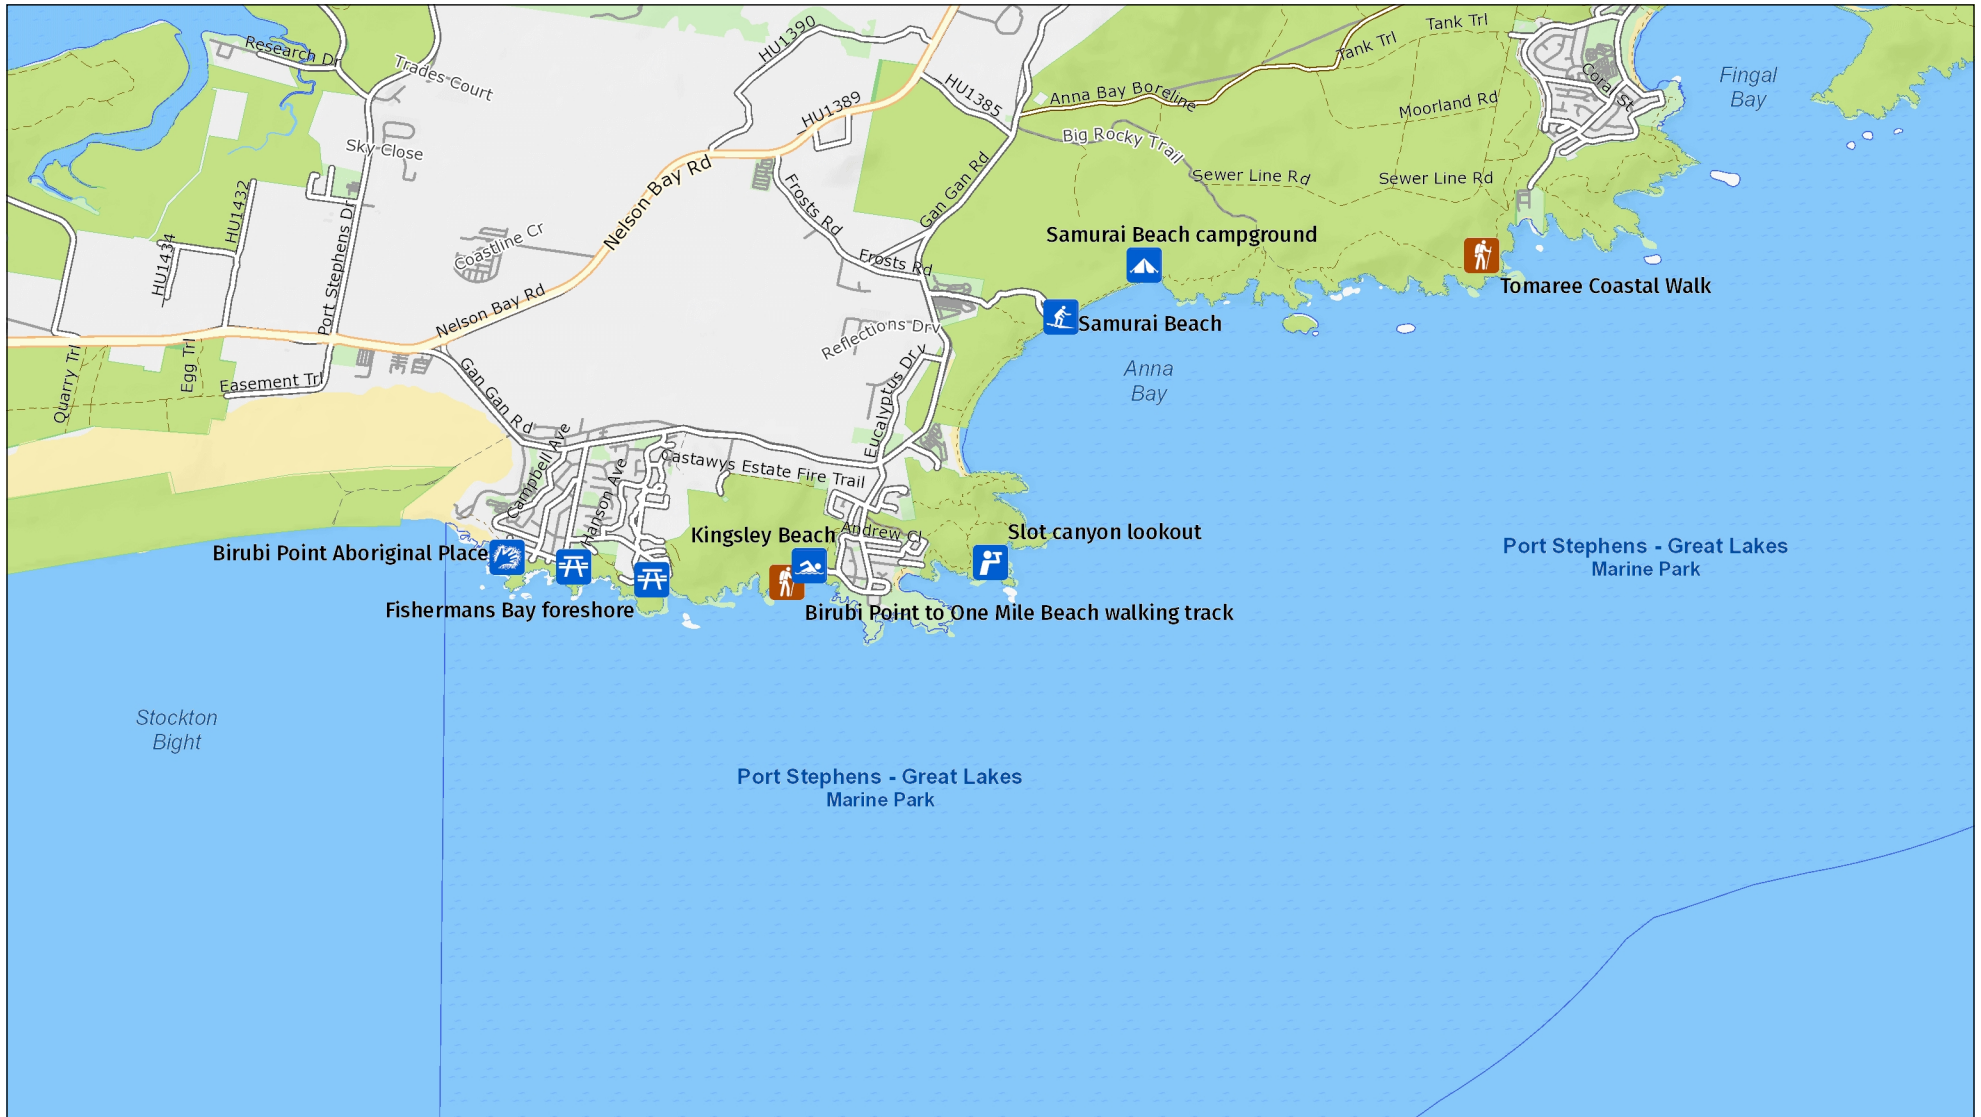 Research Dr
Trades Court
HU1390
Tank Trl
Tank Trl
Coral St
Fingal
Bay
HU1389
HU1385
Anna Bay Boreline
Moorland Rd
Sky Close
Big Rocky Trail
Nelson Bay Rd
Sewer Line Rd
Sewer Line Rd
HU1432
Frosts Rd
Gan Gan Rd
Port Stephens Dr
Coastline Cr
HU1434
Samurai Beach campground
Frosts Rd
Tomaree Coastal Walk
Nelson Bay Rd
Samurai Beach
Reflections Drv
Anna
Bay
Quarry Trl
Egg Trl
Easement Trl
Gan Gan Rd
Eucalyptus Drv
Campbell Ave
Hanson Ave
Castawys Estate Fire Trail
Kingsley Beach
Andrew Cl
Slot canyon lookout
Birubi Point Aboriginal Place
Port Stephens - Great Lakes
Marine Park
Fishermans Bay foreshore
Birubi Point to One Mile Beach walking track
Stockton
Bight
Port Stephens - Great Lakes
Marine Park